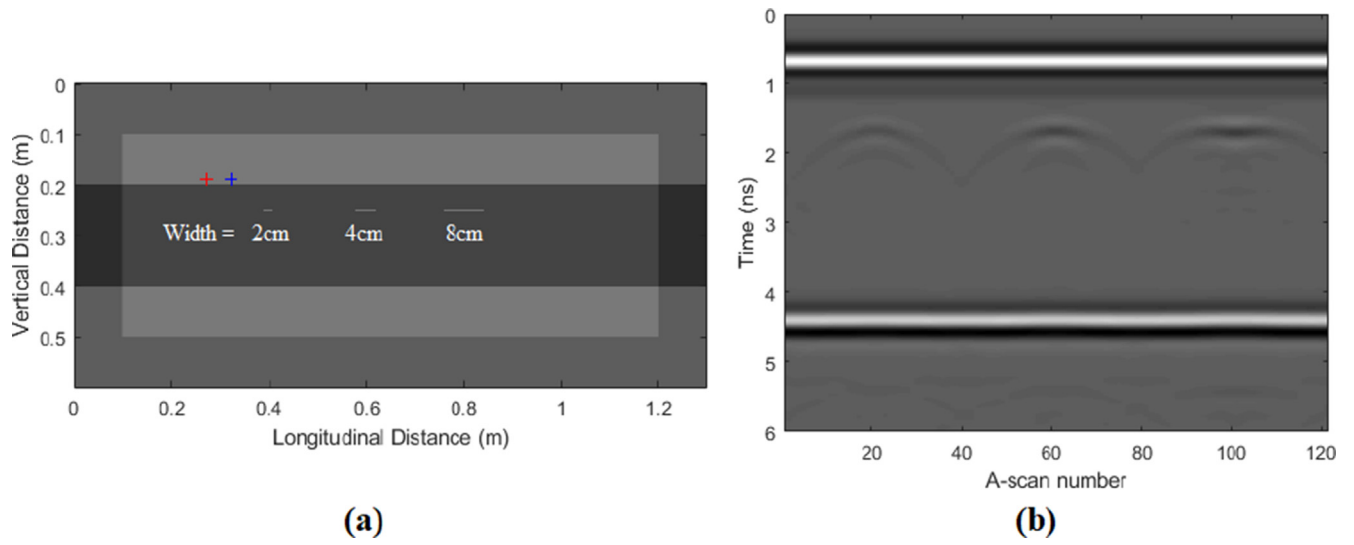 0
0.1
0.2
0.3
0.4
0.5
Vertical Distance (m)
Width = 2cm 4cm 8cm
0 0.2 0.4 0.6 0.8 1 1.2
Longitudinal Distance (m)
(a)
0
1
2
3
4
5
6
Time (ns)
20 40 60 80 100 120
A-scan number
(b)